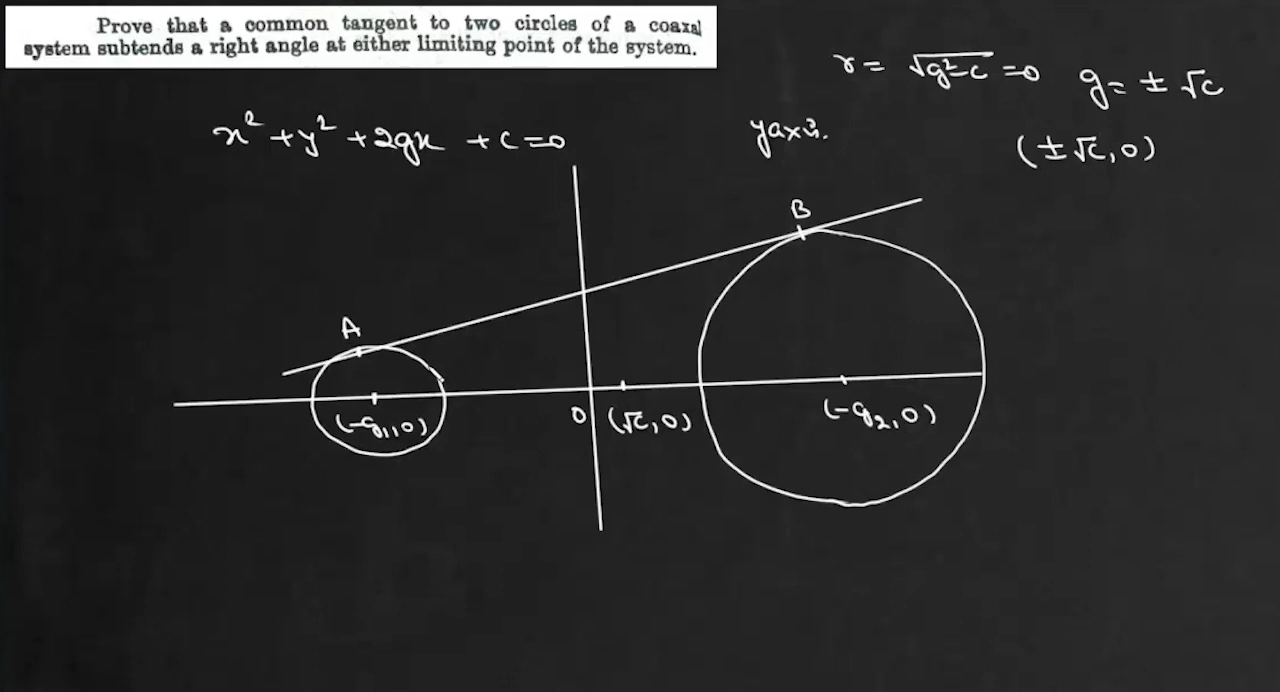 Prove that a common tangent to two circles of a coaxal
system subtends a right angle at either limiting point of the system.
r = √g²-c = 0 g = ± √c
x² + y² + 2gx + c = 0
y axis.
(± √c, 0)
B
A
(-g₁, 0)
O
(√c, 0)
(-g₂, 0)